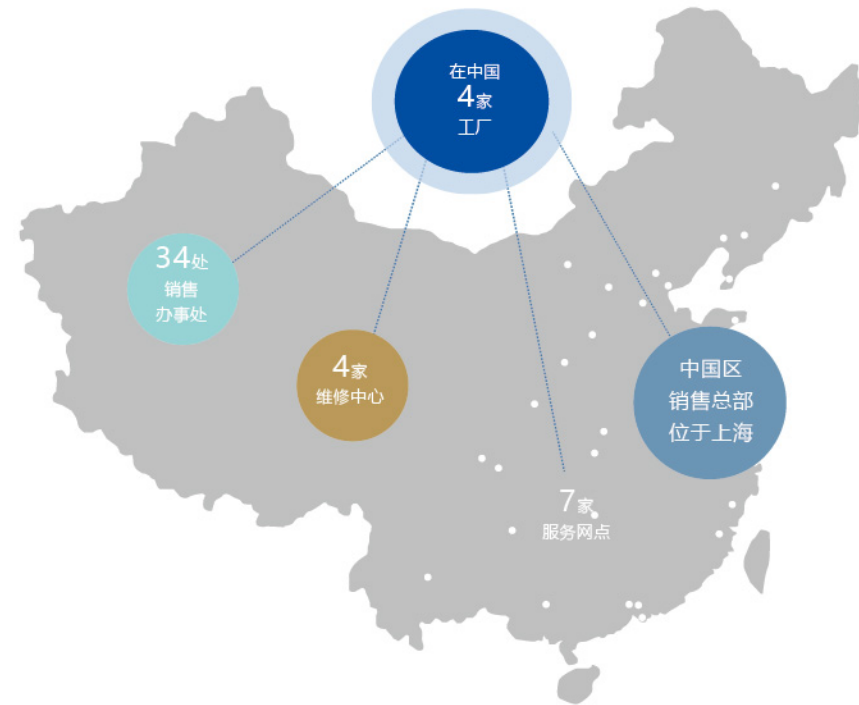 在中国
4家
工厂
34处
销售
办事处
4家
维修中心
中国区
销售总部
位于上海
7家
服务网点